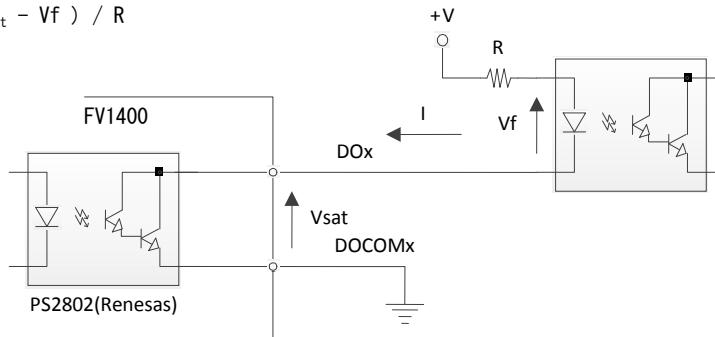 t - Vf ) / R
+V
R
FV1400
I
Vf
DOx
Vsat
DOCOMx
PS2802(Renesas)